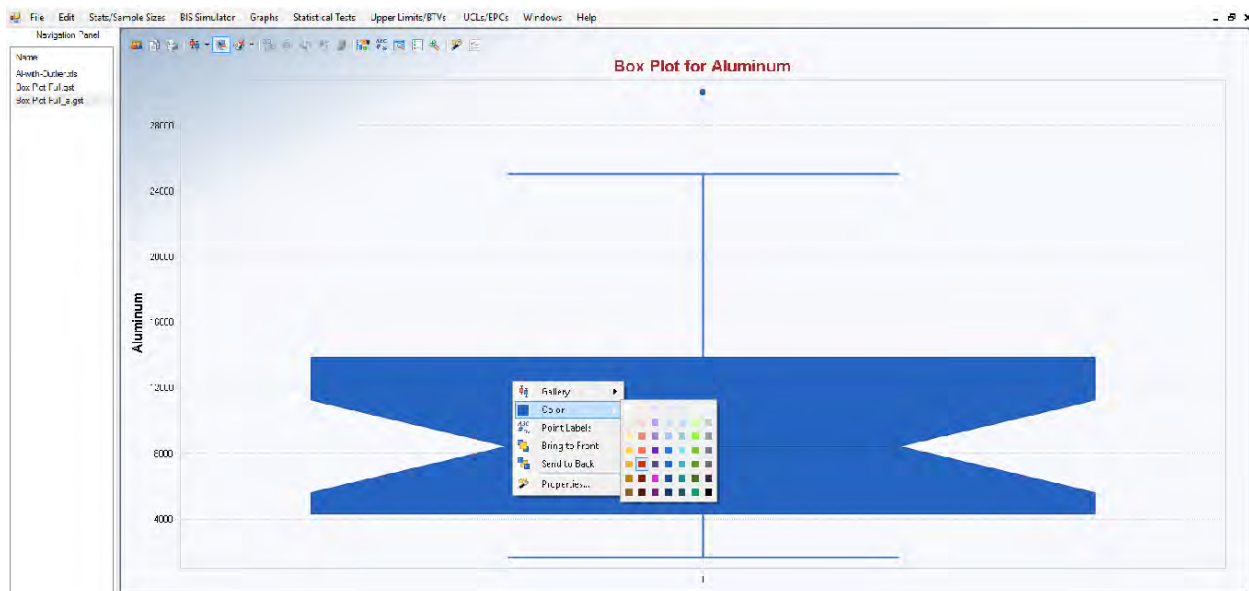 File Edit Stats/Sample Sizes BIS Simulator Graphs Statistical Tests Upper Limits/BTVs UCLs/EPCs Windows Help
Navigation Panel
Name
Al-with-Outlier.xls
Box Plot Full.gst
Box Plot Full_a.gst
Box Plot for Aluminum
28000
24000
20000
16000
12000
8000
4000
Aluminum
Gallery
Color
Point Labels
Bring to Front
Send to Back
Properties...